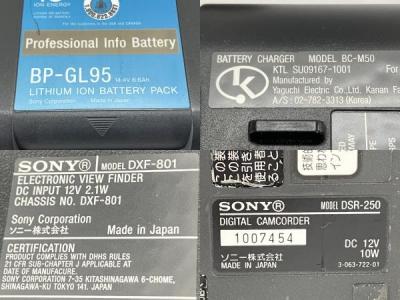 ION ENERGY
Professional Info Battery
BP-GL95 14.4V 6.6Ah
LITHIUM ION BATTERY PACK
Sony Corporation
BATTERY CHARGER MODEL BC-M50
KTL SU09167-1001
For
Manufactured by
Yaguchi Electric Co., Ltd. Kanan Fa
A/S : 02-782-3313 (Korea)
SONY® MODEL DXF-801
ELECTRONIC VIEW FINDER
DC INPUT 12V 2.1W
CHASSIS NO. DXF-801
Sony Corporation
ソニー株式会社 Made in Japan
CERTIFICATION
PRODUCT COMPLIES WITH DHHS RULES
21 CFR SUBCHAPTER J APPLICABLE AT
DATE OF MANUFACTURE.
SONY CORPORATION 7-35 KITASHINAGAWA 6-CHOME,
SHINAGAWA-KU TOKYO 141. JAPAN
SONY® MODEL DSR-250
DIGITAL CAMCORDER
1007454
DC 12V
10W
Made in Japan
ソニー株式会社 3-063-722-01